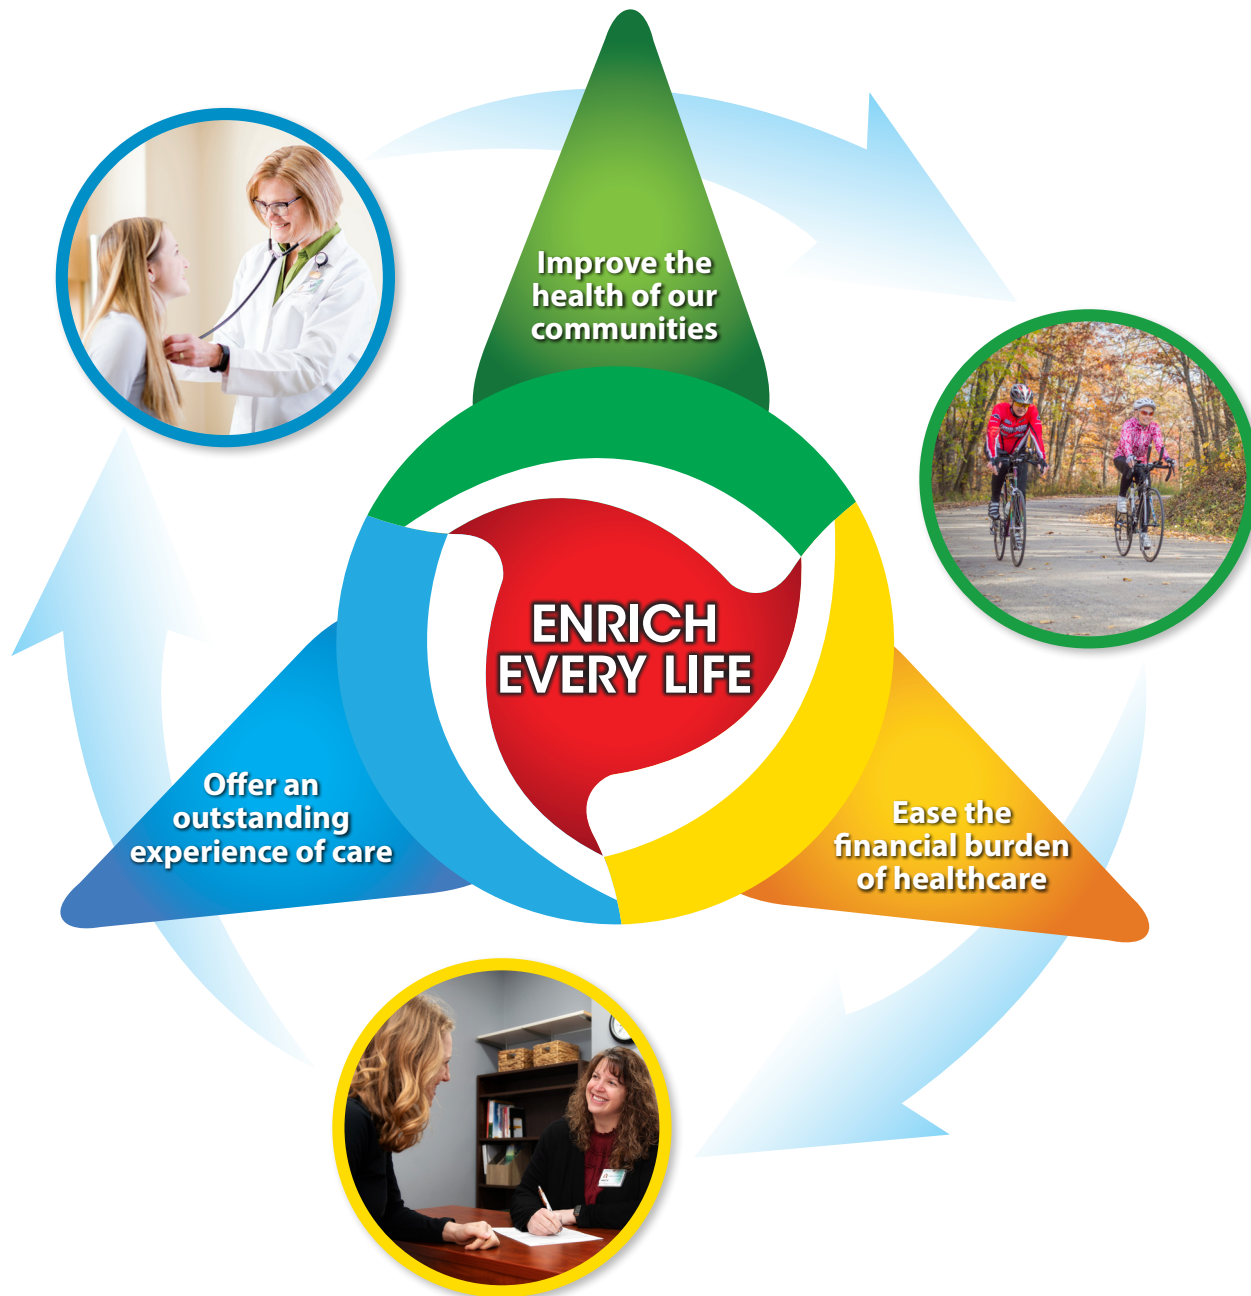 Improve the
health of our
communities
ENRICH
EVERY LIFE
Offer an
outstanding
experience of care
Ease the
financial burden
of healthcare